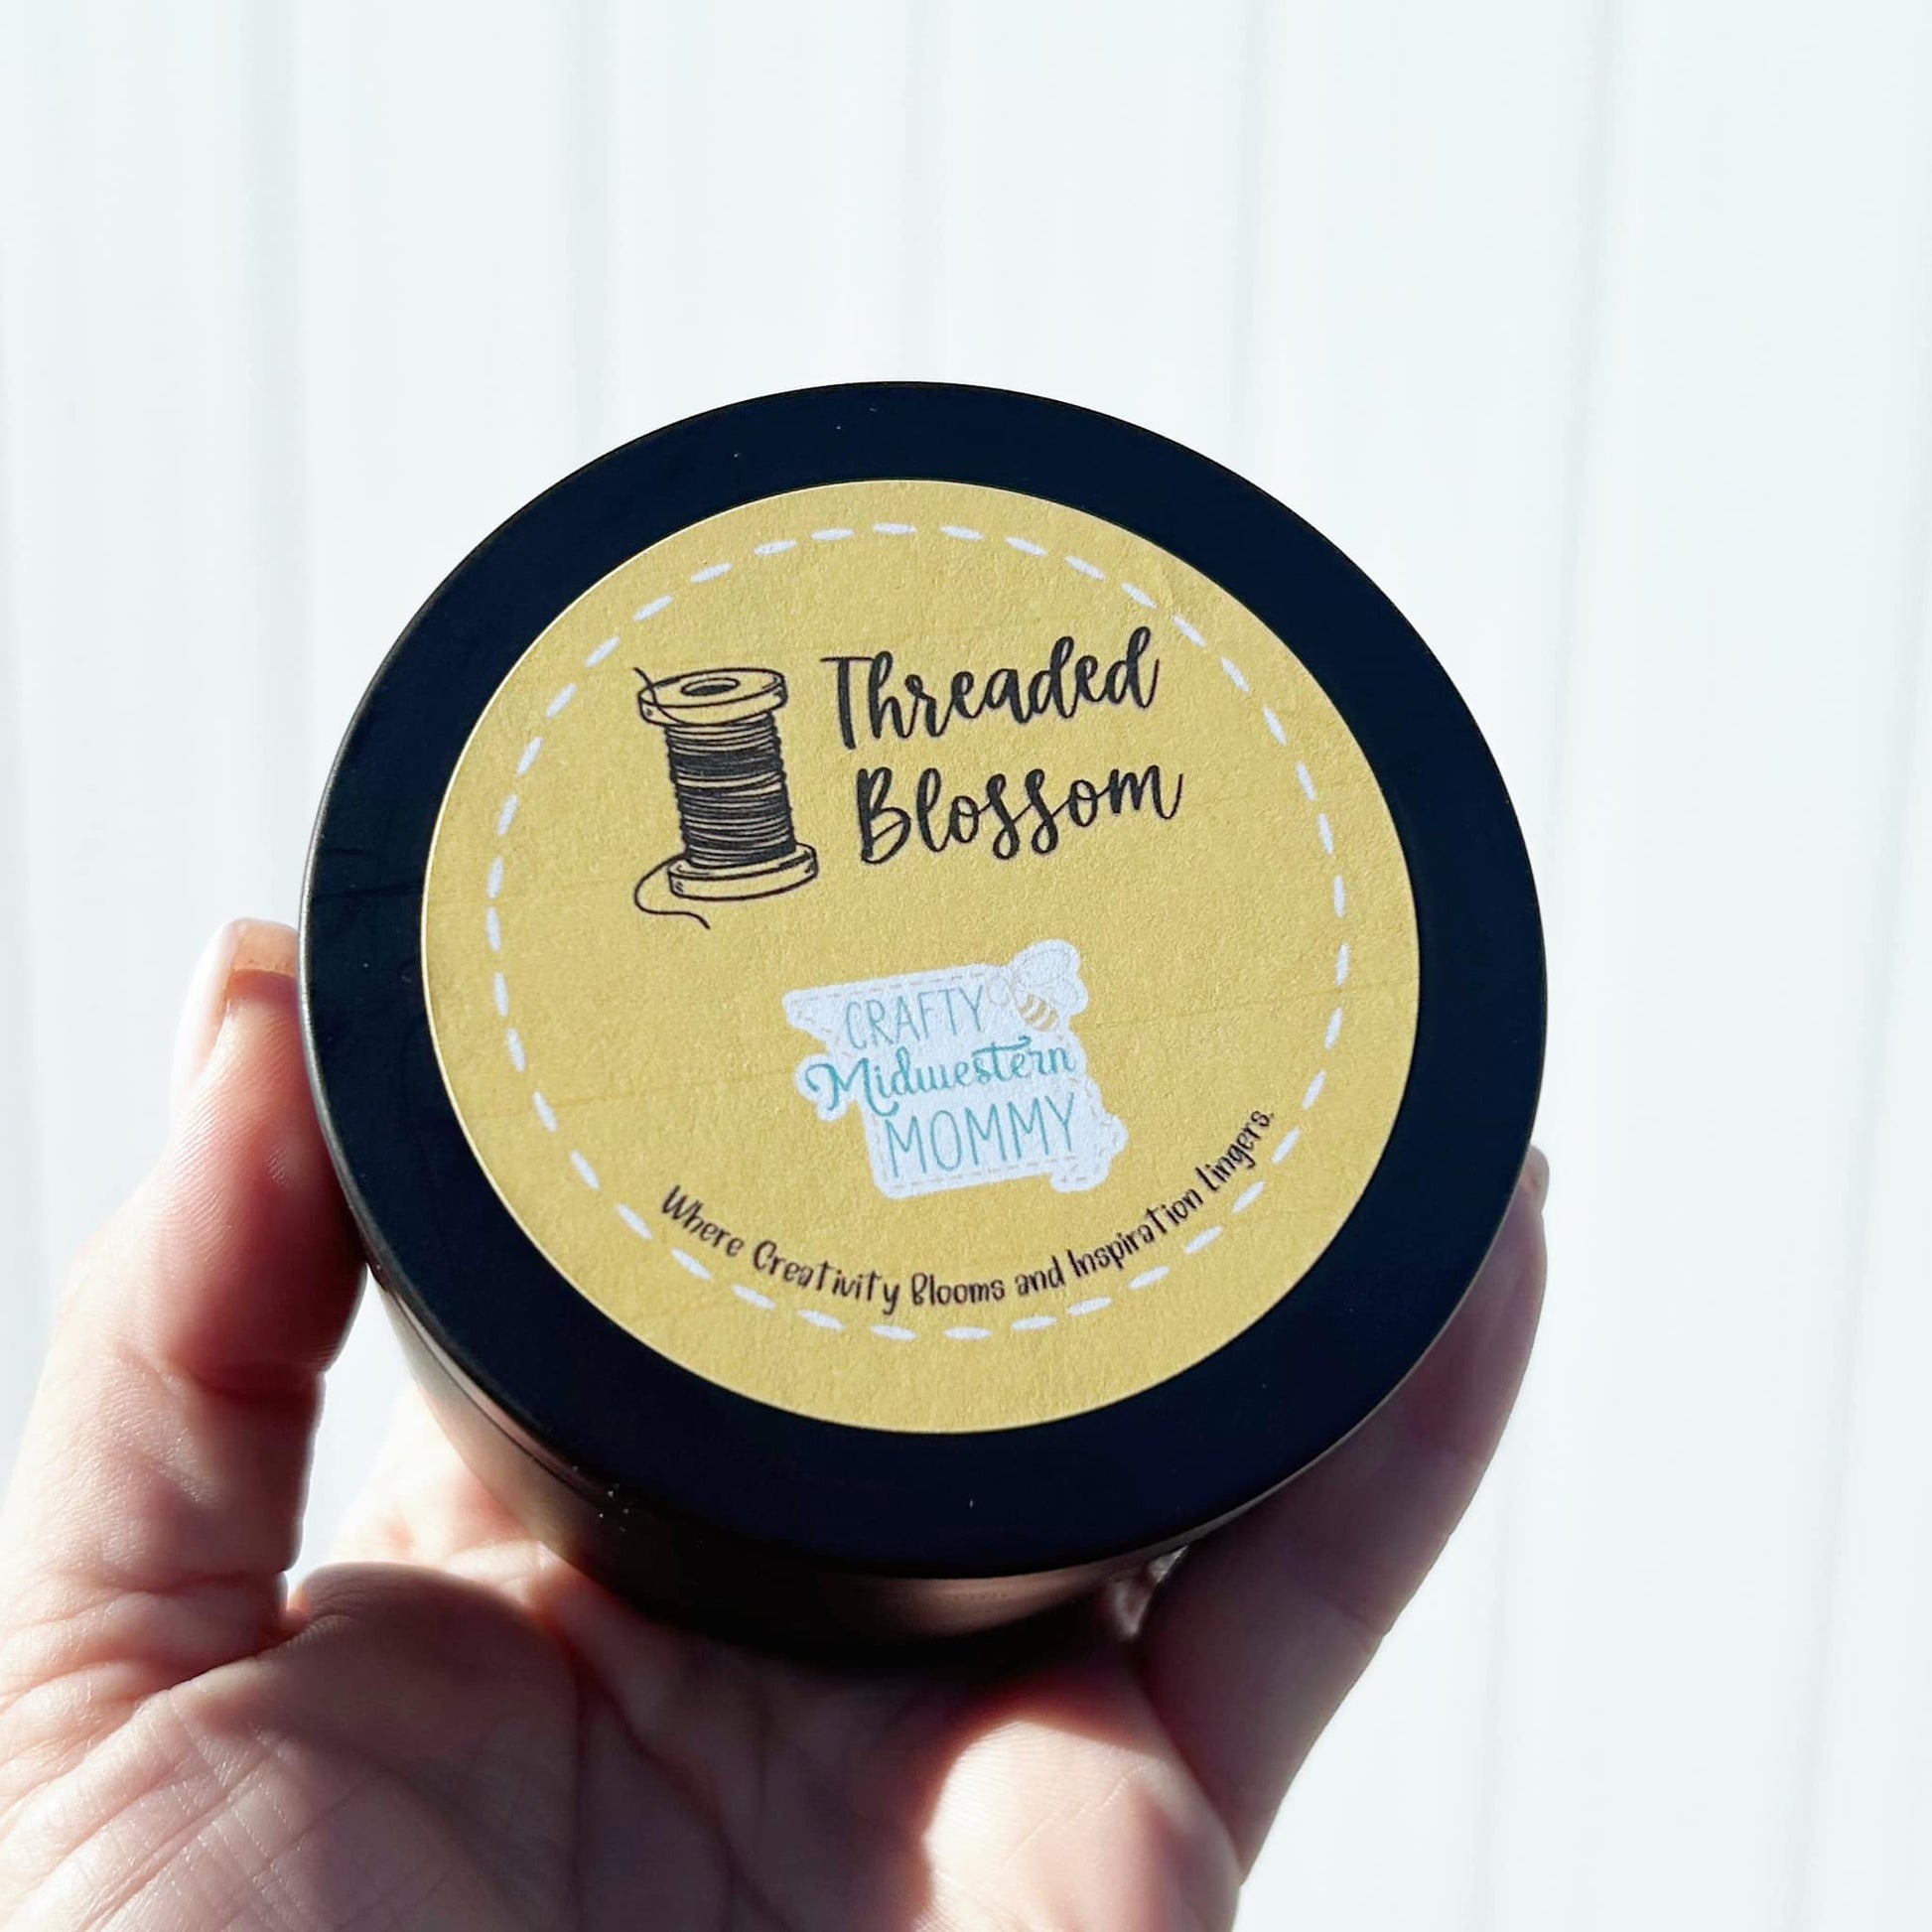 Threaded
Blossom
CRAFTY
Midwestern
MOMMY
Where Creativity Blooms and Inspiration Lingers.